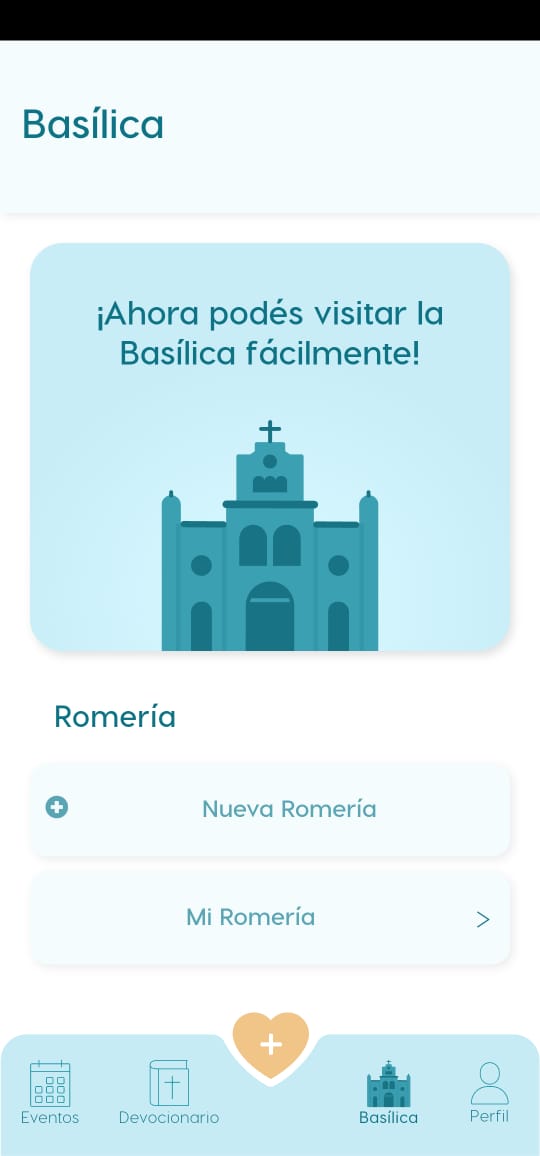 Basílica
¡Ahora podés visitar la
Basílica fácilmente!
Romería
Nueva Romería
Mi Romería
Eventos
Devocionario
Basílica
Perfil